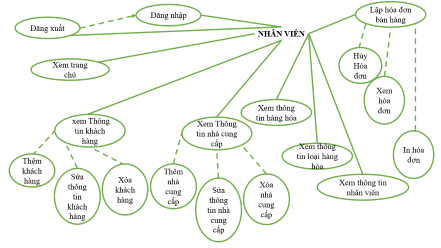 Đăng nhập
Đăng xuất
Lập hóa đơn
bán hàng
NHÂN VIÊN
Xem trang
chủ
Hủy
Hóa
đơn
Xem
hóa
đơn
In hóa
đơn
Xem thông
tin hàng hóa
xem Thông
tin khách
hàng
Xem Thông
tin nhà cung
cấp
Xem thông
tin loại hàng
hóa
Xem thông tin
nhân viên
Thêm
khách
hàng
Sửa
thông
tin
khách
hàng
Xóa
khách
hàng
Thêm
nhà
cung
cấp
Sửa
thông
tin nhà
cung
cấp
Xóa
nhà
cung
cấp